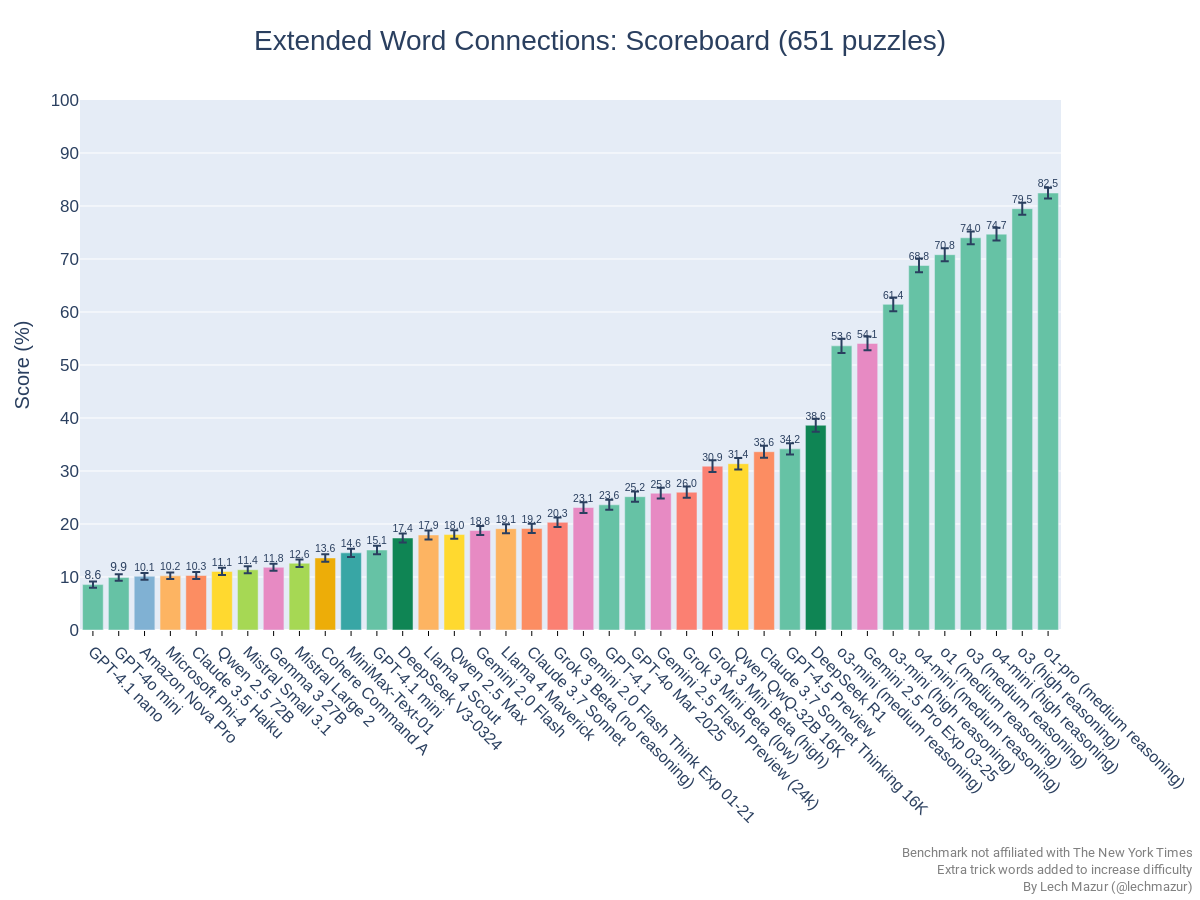 Extended Word Connections: Scoreboard (651 puzzles)
Score (%)
100
90
80
70
60
50
40
30
20
10
0
8.6
9.9
10.1
10.2
10.3
11.1
11.4
11.8
12.6
13.6
14.6
15.1
17.4
17.9
18.0
18.8
19.1
19.2
20.3
23.1
23.6
25.2
25.8
26.0
30.9
31.4
33.6
34.2
38.6
53.6
54.1
61.4
68.8
70.8
74.0
74.7
79.5
82.5
GPT-4.1 nano
GPT-4o mini
Amazon Nova Pro
Microsoft Phi-4
Claude 3.5 Haiku
Qwen 2.5 72B
Mistral Small 3.1
Gemma 3 27B
Mistral Large 2
Cohere Command A
MiniMax-Text-01
GPT-4.1 mini
DeepSeek V3-0324
Llama 4 Scout
Qwen 2.5 Max
Gemini 2.0 Flash
Llama 4 Maverick
Claude 3.7 Sonnet
Grok 3 Beta (no reasoning)
Gemini 2.0 Flash Think Exp 01-21
GPT-4.1
GPT-4o Mar 2025
Gemini 2.5 Flash Preview (24k)
Grok 3 Mini Beta (low)
Grok 3 Mini Beta (high)
Qwen QwQ-32B 16K
Claude 3.7 Sonnet Thinking 16K
GPT-4.5 Preview
DeepSeek R1
o3-mini (medium reasoning)
Gemini 2.5 Pro Exp 03-25
o3-mini (high reasoning)
o4-mini (medium reasoning)
o1 (medium reasoning)
o3 (medium reasoning)
o4-mini (high reasoning)
o3 (high reasoning)
o1-pro (medium reasoning)
Benchmark not affiliated with The New York Times
Extra trick words added to increase difficulty
By Lech Mazur (@lechmazur)